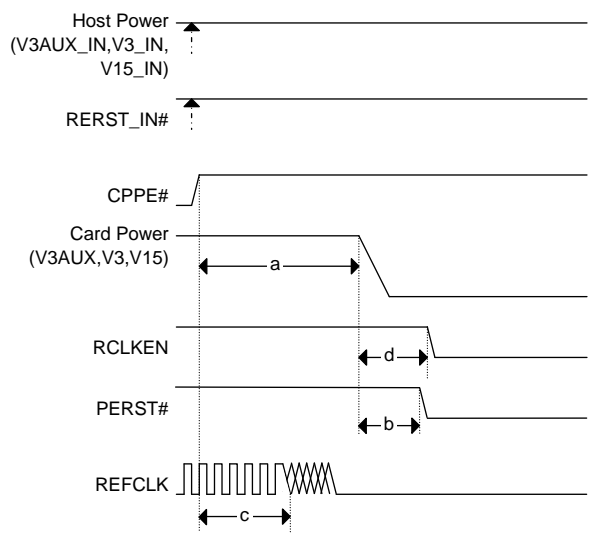 Host Power
(V3AUX_IN,V3_IN,
V15_IN)
RERST_IN#
CPPE#
Card Power
(V3AUX,V3,V15)
a
RCLKEN
d
PERST#
b
REFCLK
c